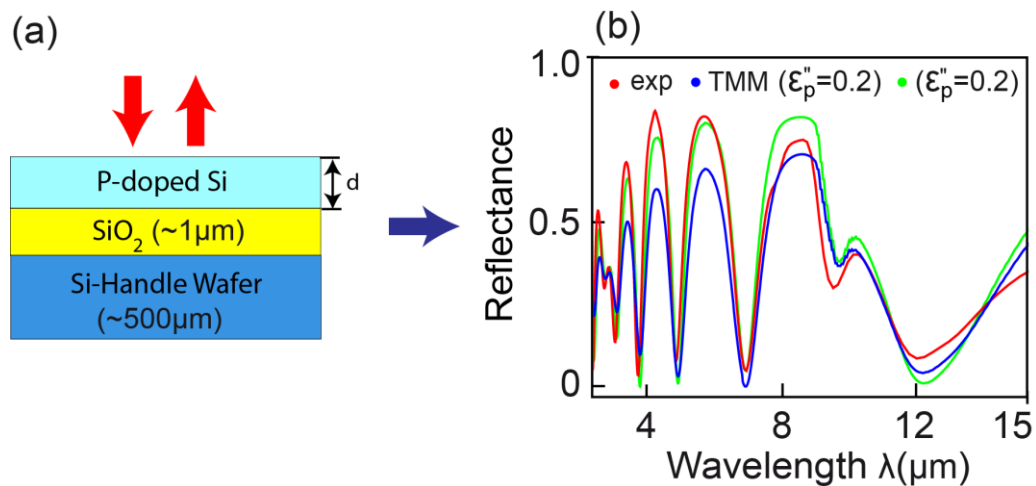 (a)
P-doped Si
d
SiO₂ (~1μm)
Si-Handle Wafer
(~500μm)
(b)
1.0
exp TMM (ε"ₚ=0.2) (ε"ₚ=0.2)
Reflectance
0.5
0
4 8 12 15
Wavelength λ(μm)